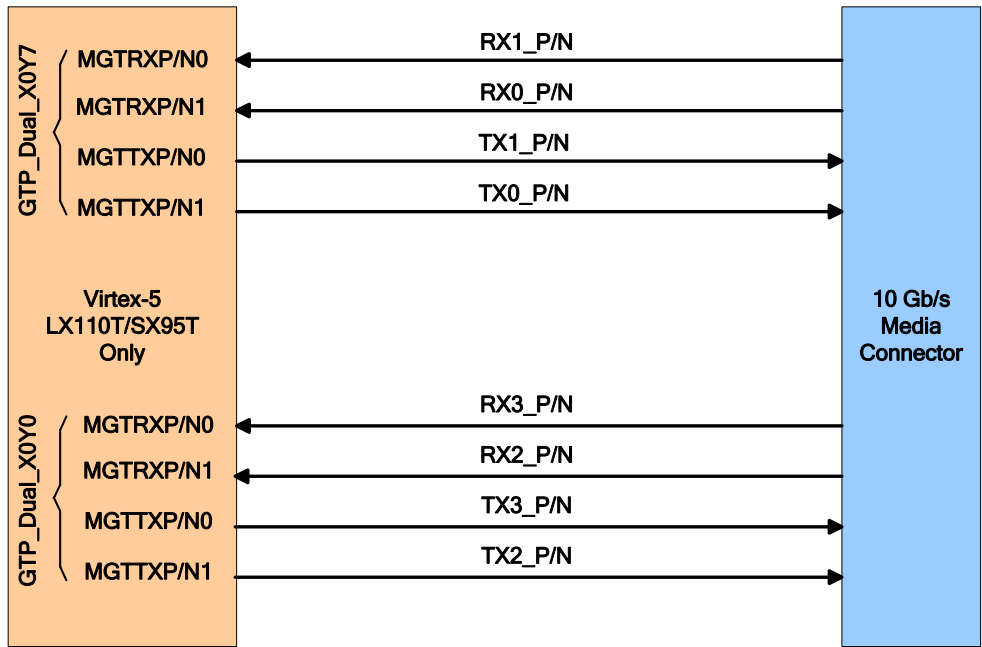 GTP_Dual_X0Y7
MGTRXP/N0
RX1_P/N
MGTRXP/N1
RX0_P/N
MGTTXP/N0
TX1_P/N
MGTTXP/N1
TX0_P/N
Virtex-5
LX110T/SX95T
Only
10 Gb/s
Media
Connector
GTP_Dual_X0Y0
MGTRXP/N0
RX3_P/N
MGTRXP/N1
RX2_P/N
MGTTXP/N0
TX3_P/N
MGTTXP/N1
TX2_P/N